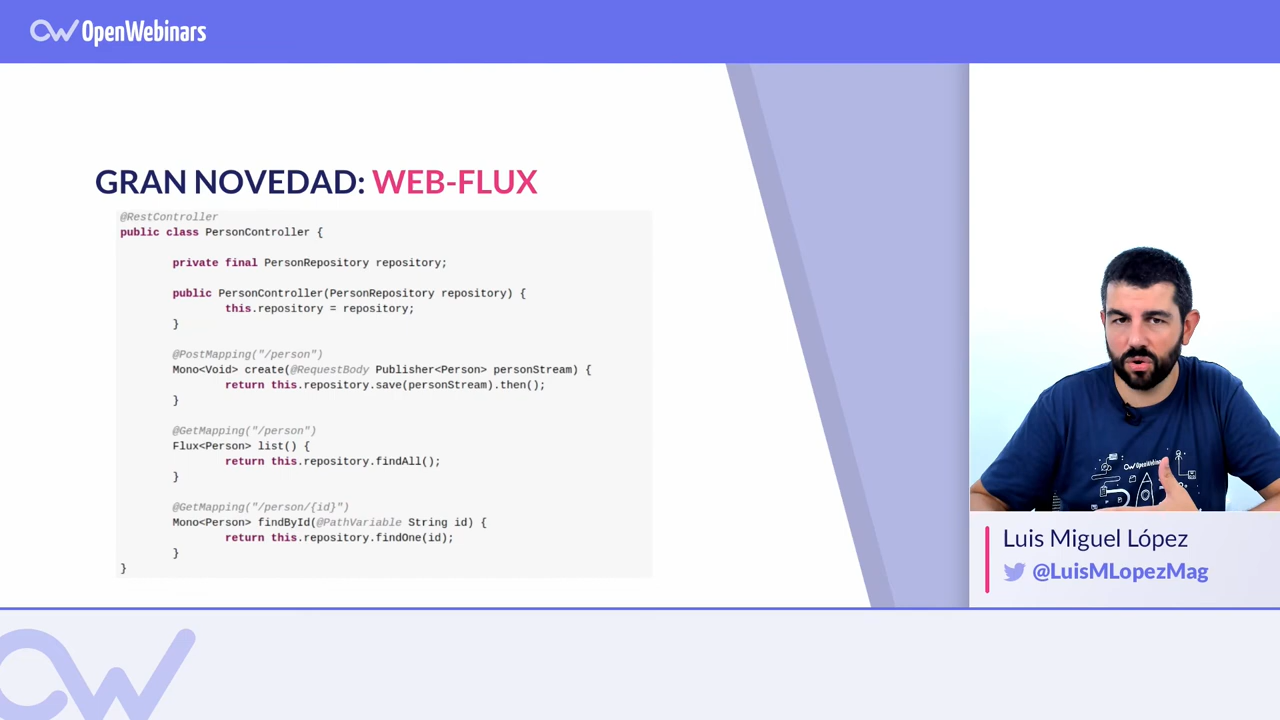 OpenWebinars
GRAN NOVEDAD: WEB-FLUX
@RestController
public class PersonController {
private final PersonRepository repository;
public PersonController(PersonRepository repository) {
this.repository = repository;
}
@PostMapping("/person")
Mono<Void> create(@RequestBody Publisher<Person> personStream) {
return this.repository.save(personStream).then();
}
@GetMapping("/person")
Flux<Person> list() {
return this.repository.findAll();
}
@GetMapping("/person/{id}")
Mono<Person> findById(@PathVariable String id) {
return this.repository.findOne(id);
}
}
OpenWebinars
Luis Miguel López
@LuisMLopezMag